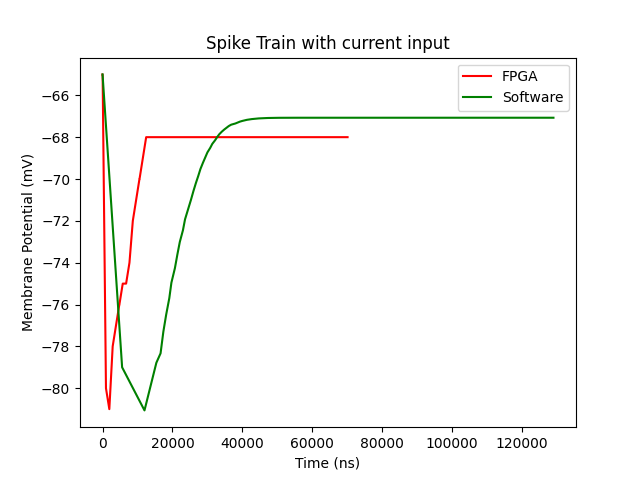 Spike Train with current input
FPGA
Software
Membrane Potential (mV)
−66
−68
−70
−72
−74
−76
−78
−80
0 20000 40000 60000 80000 100000 120000
Time (ns)